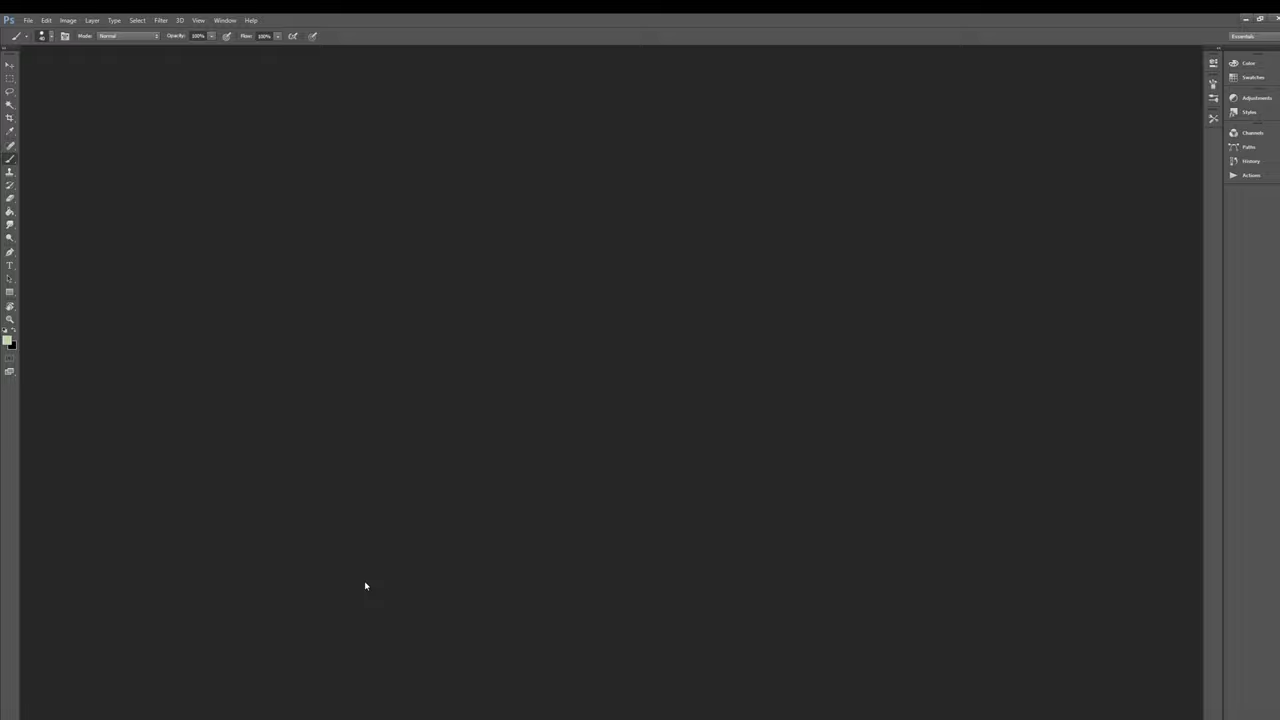 Ps File Edit Image Layer Type Select Filter 3D View Window Help
40 Mode: Normal Opacity: 100% Flow: 100% Essentials
Color
Swatches
Adjustments
Styles
Channels
Paths
History
Actions
T